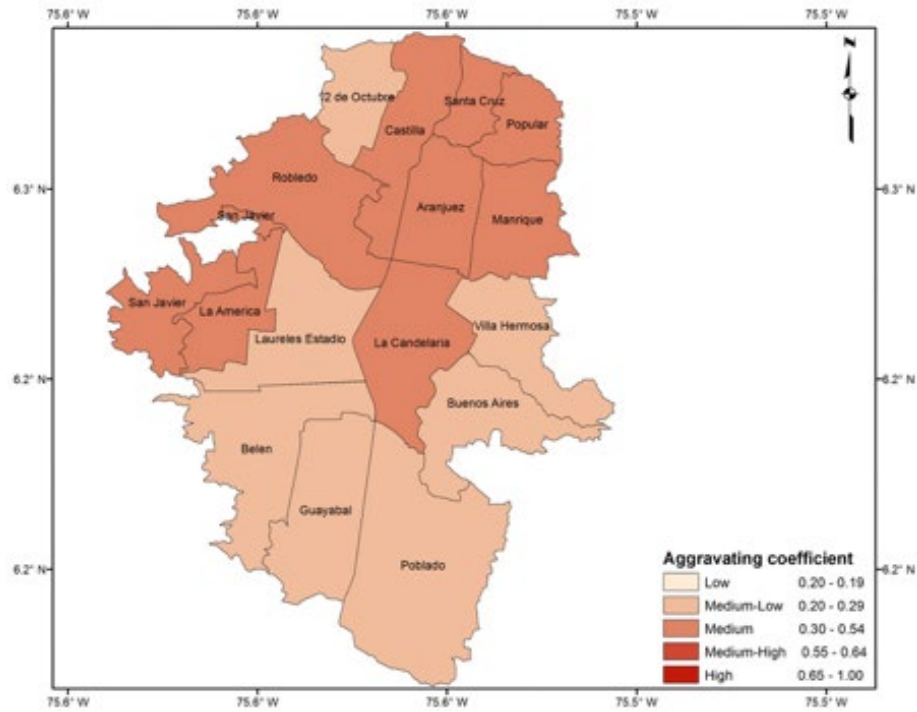 75.6° W 75.6° W 75.6° W 75.5° W 75.5° W
N
12 de Octubre
Santa Cruz
Castilla
Popular
Robledo
6.3° N 6.3° N
Aranjuez
San Javier
Manrique
San Javier
La America
Villa Hermosa
Laureles Estadio
La Candelaria
6.2° N 6.2° N
Buenos Aires
Belen
Guayabal
Poblado
6.2° N 6.2° N
Aggravating coefficient
Low 0.20 - 0.19
Medium-Low 0.20 - 0.29
Medium 0.30 - 0.54
Medium-High 0.55 - 0.64
High 0.65 - 1.00
75.6° W 75.6° W 75.6° W 75.5° W 75.5° W